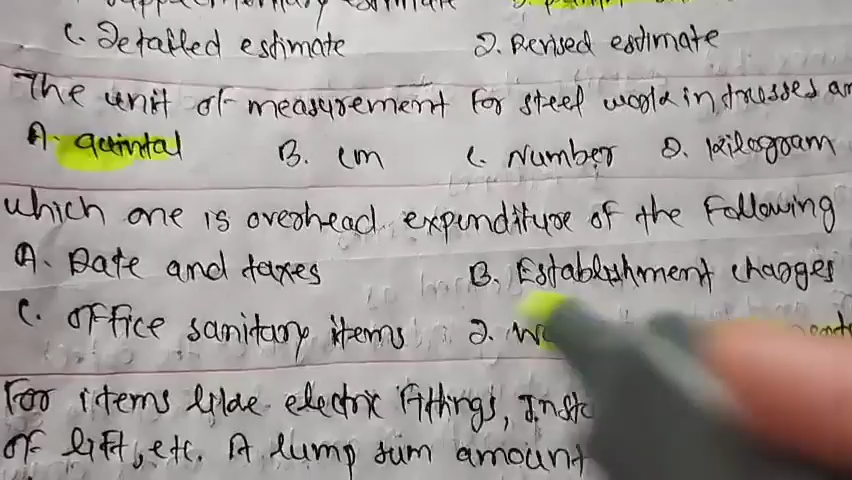 C. Detailed estimate D. Revised estimate
The unit of measurement for steel work in trusses
A. quintal B. cm C. Number D. Kilogram
which one is overhead expenditure of the following
A. Rate and taxes B. Establishment charges
C. office sanitary items D.
For items like electric fittings,
of lift, etc. A lump sum amount